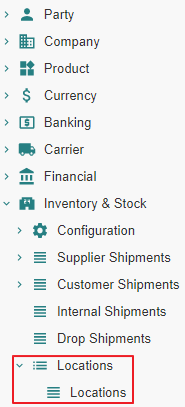 Party
Company
Product
Currency
Banking
Carrier
Financial
Inventory & Stock
Configuration
Supplier Shipments
Customer Shipments
Internal Shipments
Drop Shipments
Locations
Locations